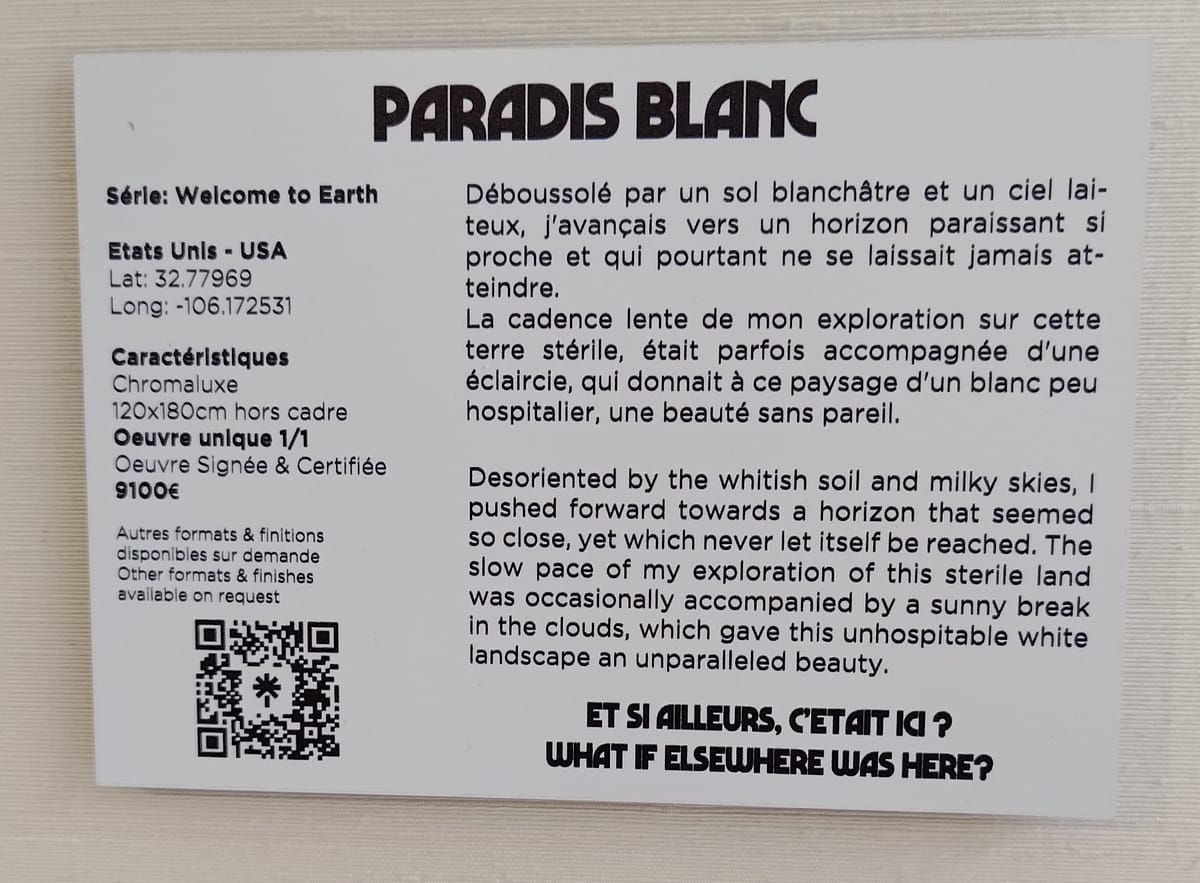 PARADIS BLANC
Série: Welcome to Earth
Etats Unis - USA
Lat: 32.77969
Long: -106.172531
Caractéristiques
Chromaluxe
120x180cm hors cadre
Oeuvre unique 1/1
Oeuvre Signée & Certifiée
9100€
Autres formats & finitions
disponibles sur demande
Other formats & finishes
available on request
Déboussolé par un sol blanchâtre et un ciel lai-
teux, j'avançais vers un horizon paraissant si
proche et qui pourtant ne se laissait jamais at-
teindre.
La cadence lente de mon exploration sur cette
terre stérile, était parfois accompagnée d'une
éclaircie, qui donnait à ce paysage d'un blanc peu
hospitalier, une beauté sans pareil.
Desoriented by the whitish soil and milky skies, I
pushed forward towards a horizon that seemed
so close, yet which never let itself be reached. The
slow pace of my exploration of this sterile land
was occasionally accompanied by a sunny break
in the clouds, which gave this unhospitable white
landscape an unparalleled beauty.
ET SI AILLEURS, C'ETAIT ICI ?
WHAT IF ELSEWHERE WAS HERE?